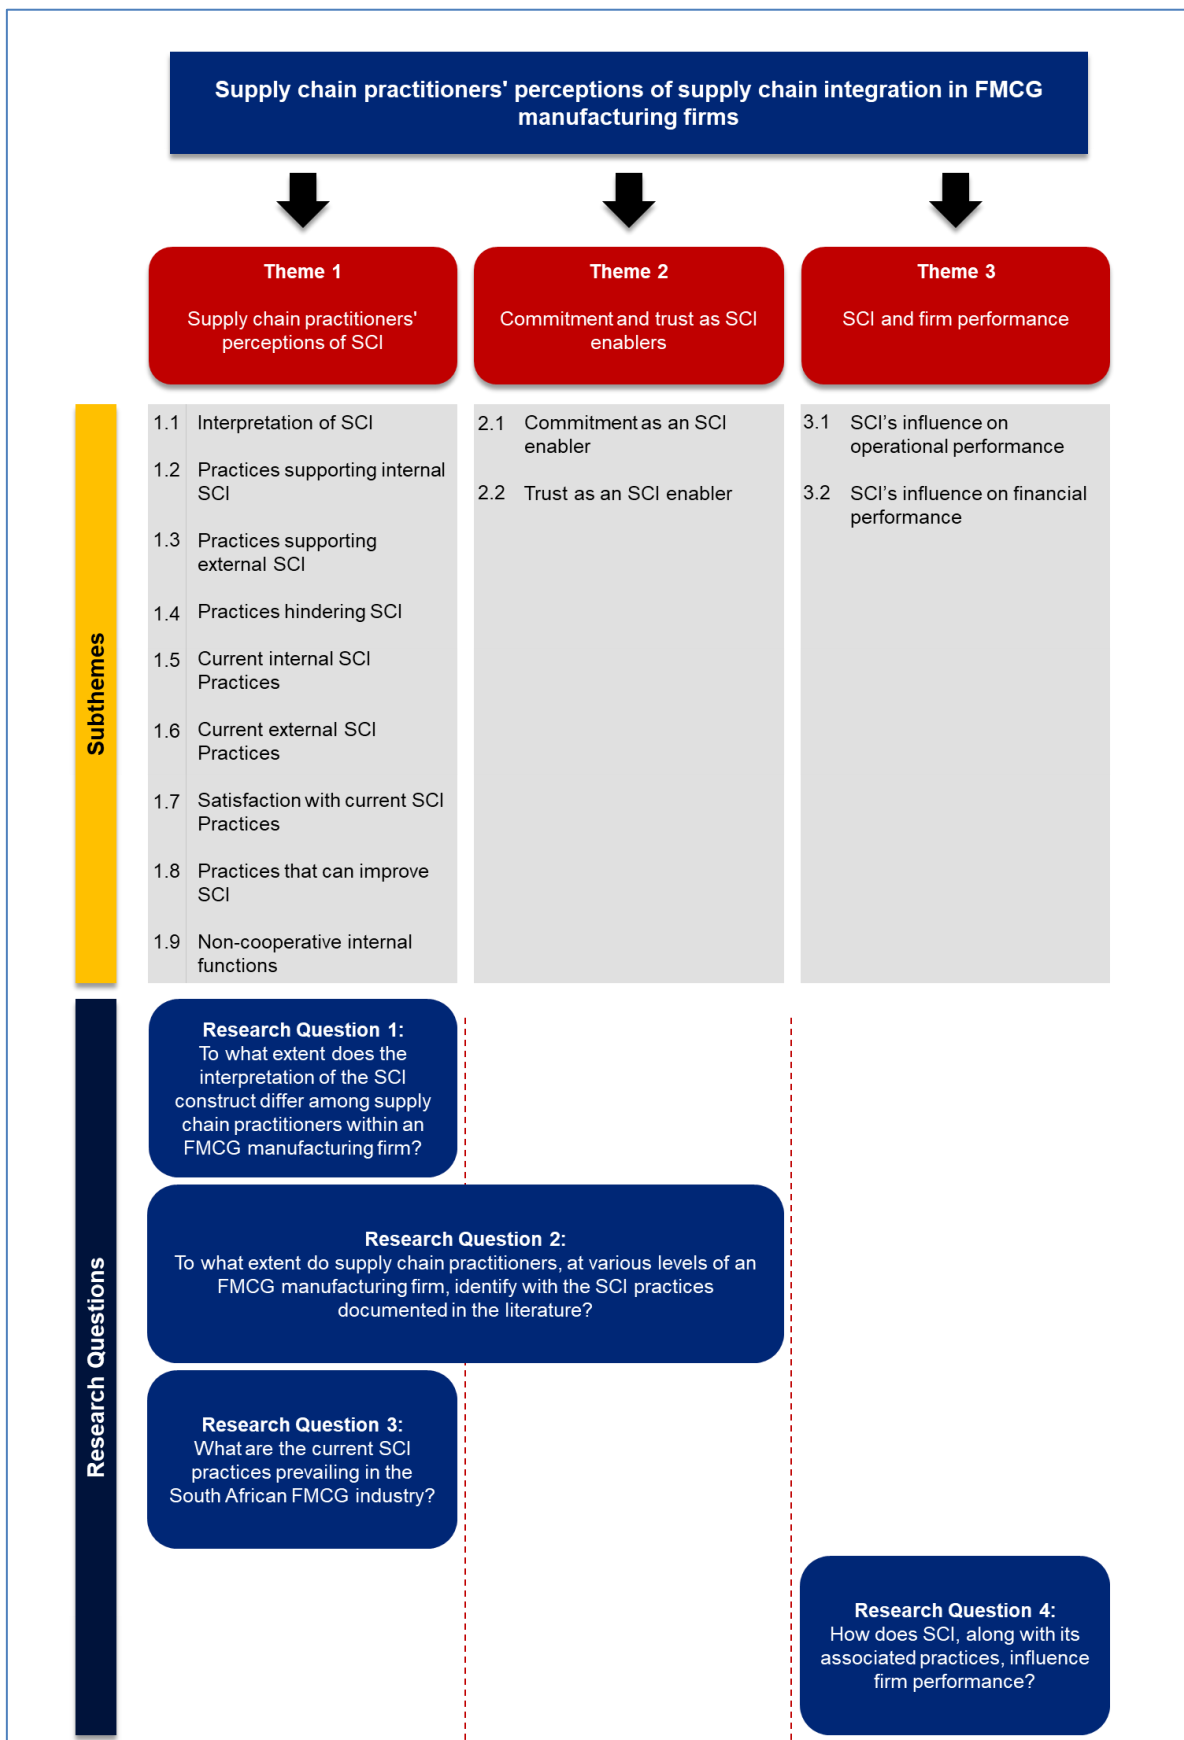 Supply chain practitioners' perceptions of supply chain integration in FMCG
manufacturing firms
Theme 1
Supply chain practitioners'
perceptions of SCI
Theme 2
Commitment and trust as SCI
enablers
Theme 3
SCI and firm performance
Subthemes
1.1 Interpretation of SCI
1.2 Practices supporting internal
SCI
1.3 Practices supporting
external SCI
1.4 Practices hindering SCI
1.5 Current internal SCI
Practices
1.6 Current external SCI
Practices
1.7 Satisfaction with current SCI
Practices
1.8 Practices that can improve
SCI
1.9 Non-cooperative internal
functions
2.1 Commitment as an SCI
enabler
2.2 Trust as an SCI enabler
3.1 SCI’s influence on
operational performance
3.2 SCI’s influence on financial
performance
Research Questions
Research Question 1:
To what extent does the
interpretation of the SCI
construct differ among supply
chain practitioners within an
FMCG manufacturing firm?
Research Question 2:
To what extent do supply chain practitioners, at various levels of an
FMCG manufacturing firm, identify with the SCI practices
documented in the literature?
Research Question 3:
What are the current SCI
practices prevailing in the
South African FMCG industry?
Research Question 4:
How does SCI, along with its
associated practices, influence
firm performance?